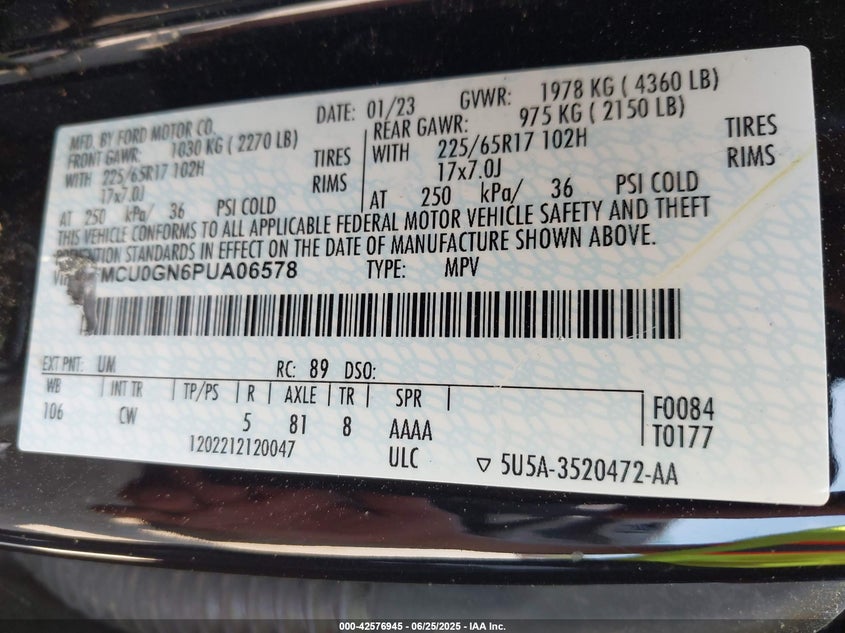 MFD. BY FORD MOTOR CO. DATE: 01/23 GVWR: 1978 KG ( 4360 LB)
FRONT GAWR: 1030 KG ( 2270 LB) REAR GAWR: 975 KG ( 2150 LB)
WITH 225/65R17 102H TIRES WITH 225/65R17 102H TIRES
17x7.0J RIMS 17x7.0J RIMS
AT 250 kPa/ 36 PSI COLD AT 250 kPa/ 36 PSI COLD
THIS VEHICLE CONFORMS TO ALL APPLICABLE FEDERAL MOTOR VEHICLE SAFETY AND THEFT
STANDARDS IN EFFECT ON THE DATE OF MANUFACTURE SHOWN ABOVE.
MCU0GN6PUA06578 TYPE: MPV
EXT PNT: UM RC: 89 DSO:
WB INT TR TP/PS R AXLE TR SPR
106 CW 5 81 8 AAAA
F0084
T0177
1202212120047 ULC ▽ 5U5A-3520472-AA
000-42576945 - 06/25/2025 - IAA Inc.